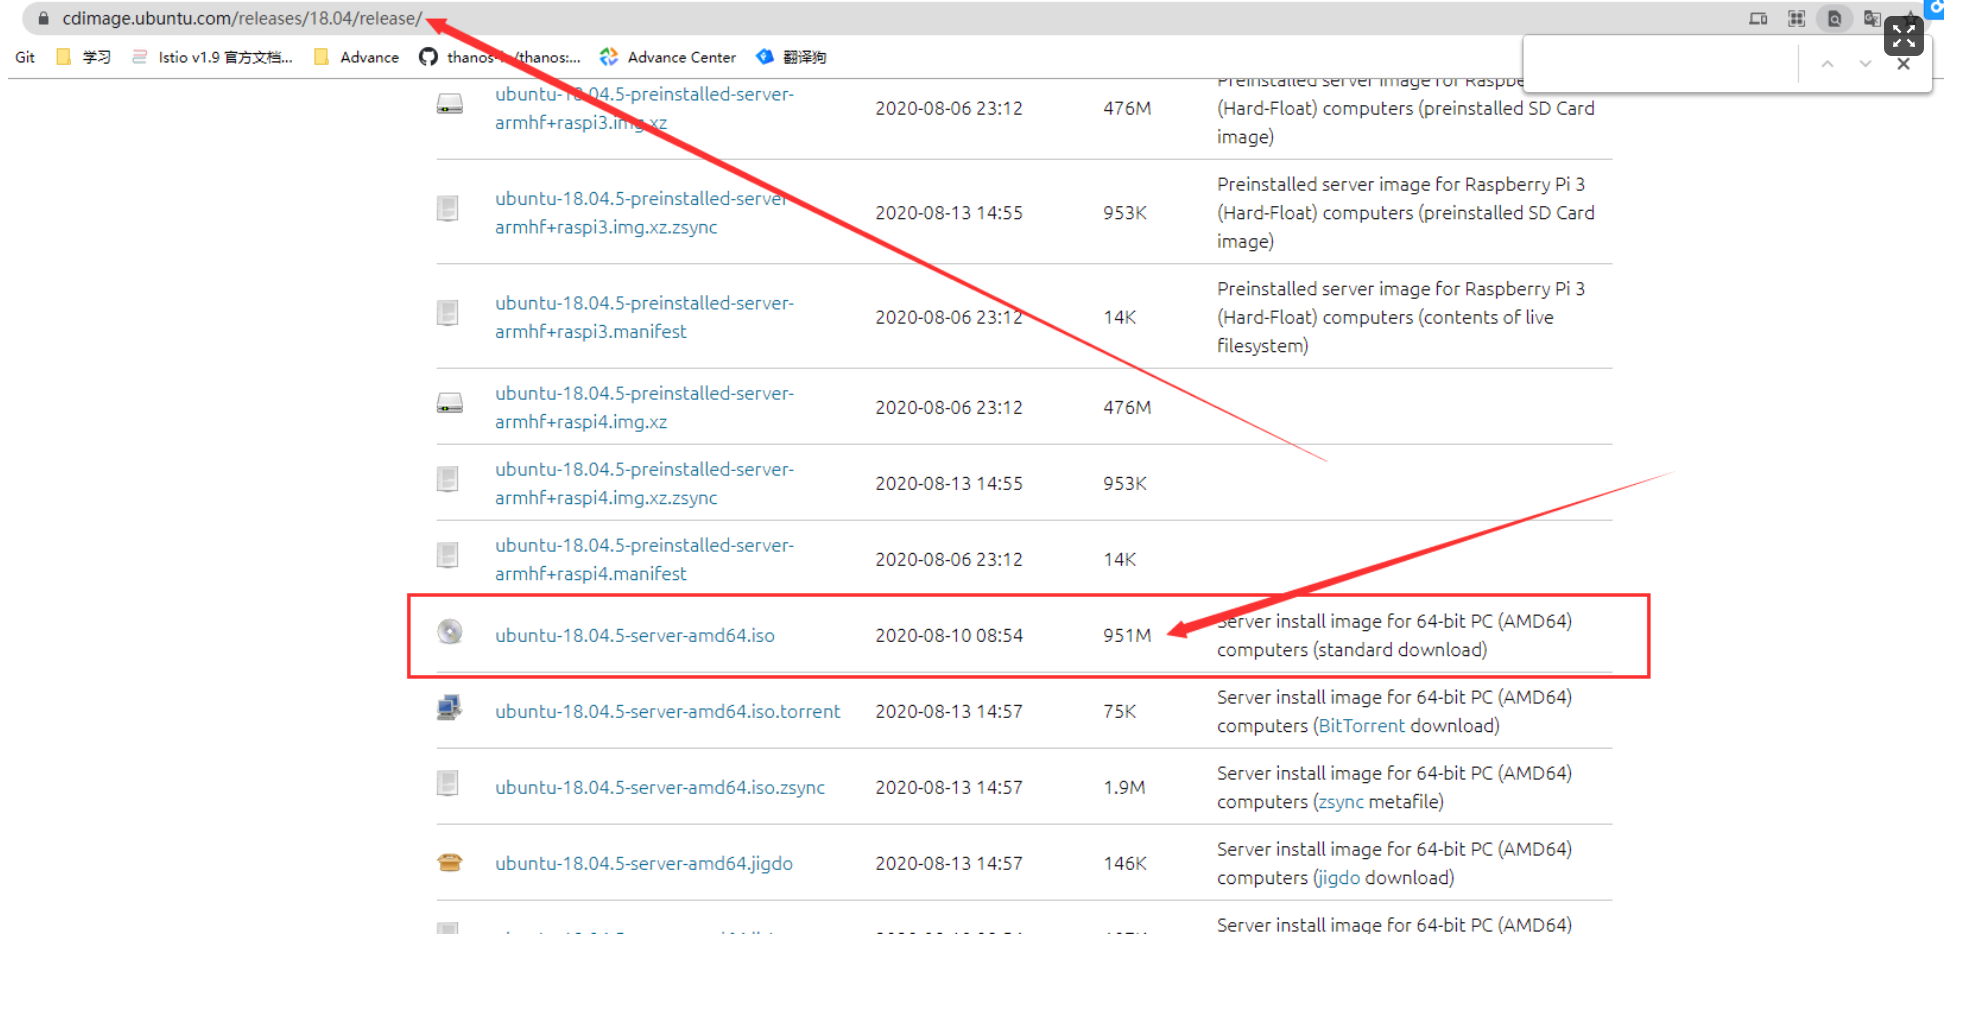 cdimage.ubuntu.com/releases/18.04/release/
Git 学习 Istio v1.9 官方文档... Advance thanos-io/thanos:... Advance Center 翻译狗
ubuntu-18.04.5-preinstalled-server-
armhf+raspi3.img.xz
2020-08-06 23:12
476M
Preinstalled server image for Raspbe
(Hard-Float) computers (preinstalled SD Card
image)
ubuntu-18.04.5-preinstalled-server-
armhf+raspi3.img.xz.zsync
2020-08-13 14:55
953K
Preinstalled server image for Raspberry Pi 3
(Hard-Float) computers (preinstalled SD Card
image)
ubuntu-18.04.5-preinstalled-server-
armhf+raspi3.manifest
2020-08-06 23:12
14K
Preinstalled server image for Raspberry Pi 3
(Hard-Float) computers (contents of live
filesystem)
ubuntu-18.04.5-preinstalled-server-
armhf+raspi4.img.xz
2020-08-06 23:12
476M
ubuntu-18.04.5-preinstalled-server-
armhf+raspi4.img.xz.zsync
2020-08-13 14:55
953K
ubuntu-18.04.5-preinstalled-server-
armhf+raspi4.manifest
2020-08-06 23:12
14K
ubuntu-18.04.5-server-amd64.iso
2020-08-10 08:54
951M
Server install image for 64-bit PC (AMD64)
computers (standard download)
ubuntu-18.04.5-server-amd64.iso.torrent
2020-08-13 14:57
75K
Server install image for 64-bit PC (AMD64)
computers (BitTorrent download)
ubuntu-18.04.5-server-amd64.iso.zsync
2020-08-13 14:57
1.9M
Server install image for 64-bit PC (AMD64)
computers (zsync metafile)
ubuntu-18.04.5-server-amd64.jigdo
2020-08-13 14:57
146K
Server install image for 64-bit PC (AMD64)
computers (jigdo download)
Server install image for 64-bit PC (AMD64)